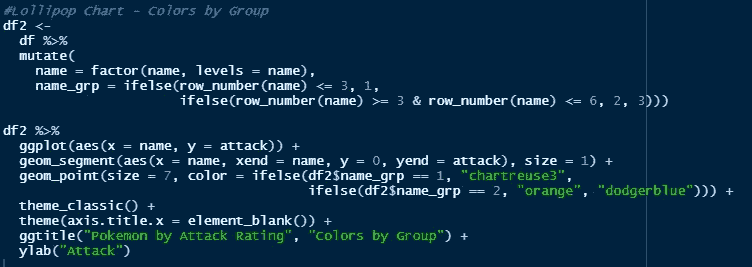 #Lollipop Chart - Colors by Group
df2 <-
  df %>%
  mutate(
    name = factor(name, levels = name),
    name_grp = ifelse(row_number(name) <= 3, 1,
                      ifelse(row_number(name) >= 3 & row_number(name) <= 6, 2, 3)))

df2 %>%
  ggplot(aes(x = name, y = attack)) +
  geom_segment(aes(x = name, xend = name, y = 0, yend = attack), size = 1) +
  geom_point(size = 7, color = ifelse(df2$name_grp == 1, "chartreuse3",
                                      ifelse(df2$name_grp == 2, "orange", "dodgerblue"))) +
  theme_classic() +
  theme(axis.title.x = element_blank()) +
  ggtitle("Pokemon by Attack Rating", "Colors by Group") +
  ylab("Attack")